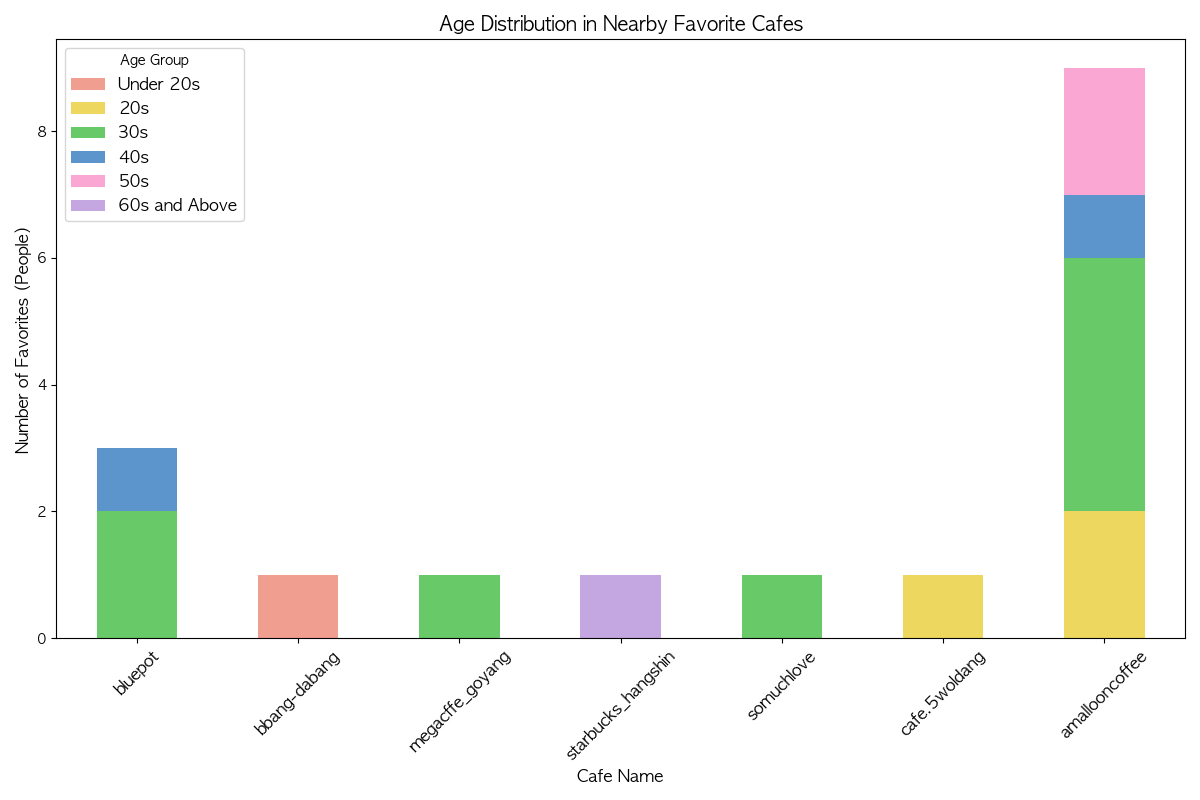 Age Distribution in Nearby Favorite Cafes
Age Group
Under 20s
20s
30s
40s
50s
60s and Above
Number of Favorites (People)
8
6
4
2
0
bluepot
bbang-dabang
megacffe_goyang
starbucks_hangshin
somuchlove
cafe.5woldang
amallooncoffee
Cafe Name